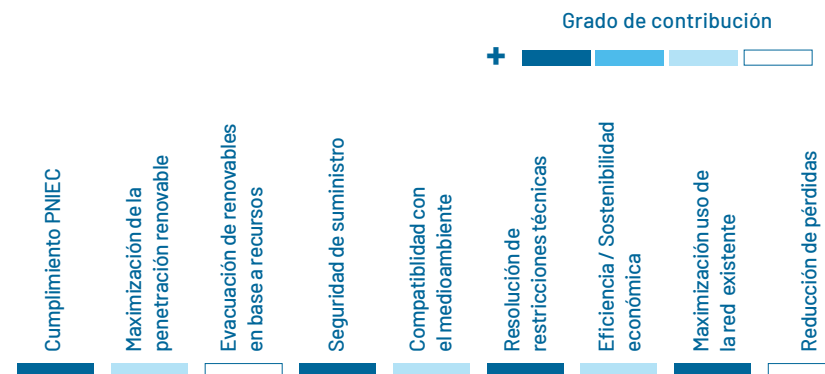 Grado de contribución
+
Cumplimiento PNIEC
Maximización de la
penetración renovable
Evacuación de renovables
en base a recursos
Seguridad de suministro
Compatiblidad con
el medioambiente
Resolución de
restricciones técnicas
Eficiencia / Sostenibilidad
económica
Maximización uso de
la red existente
Reducción de pérdidas